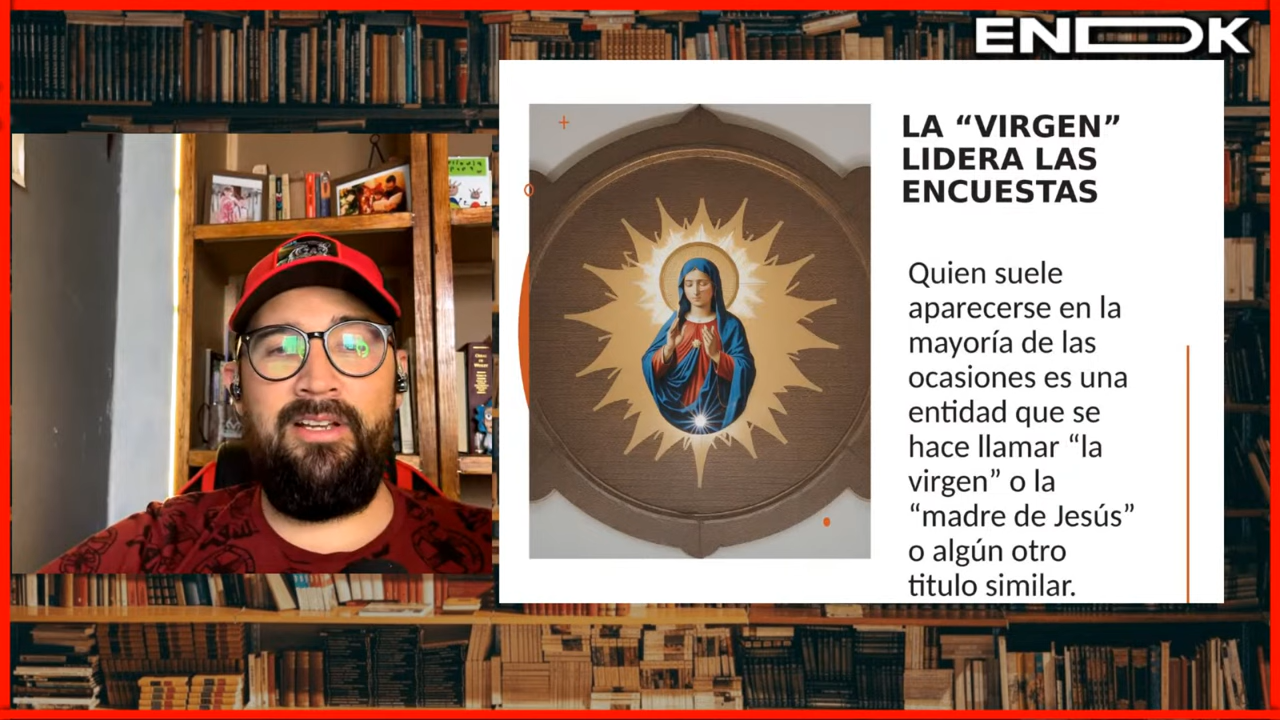 ENDK
LA “VIRGEN”
LIDERA LAS
ENCUESTAS
Quien suele
aparecerse en la
mayoría de las
ocasiones es una
entidad que se
hace llamar “la
virgen” o la
“madre de Jesús”
o algún otro
titulo similar.